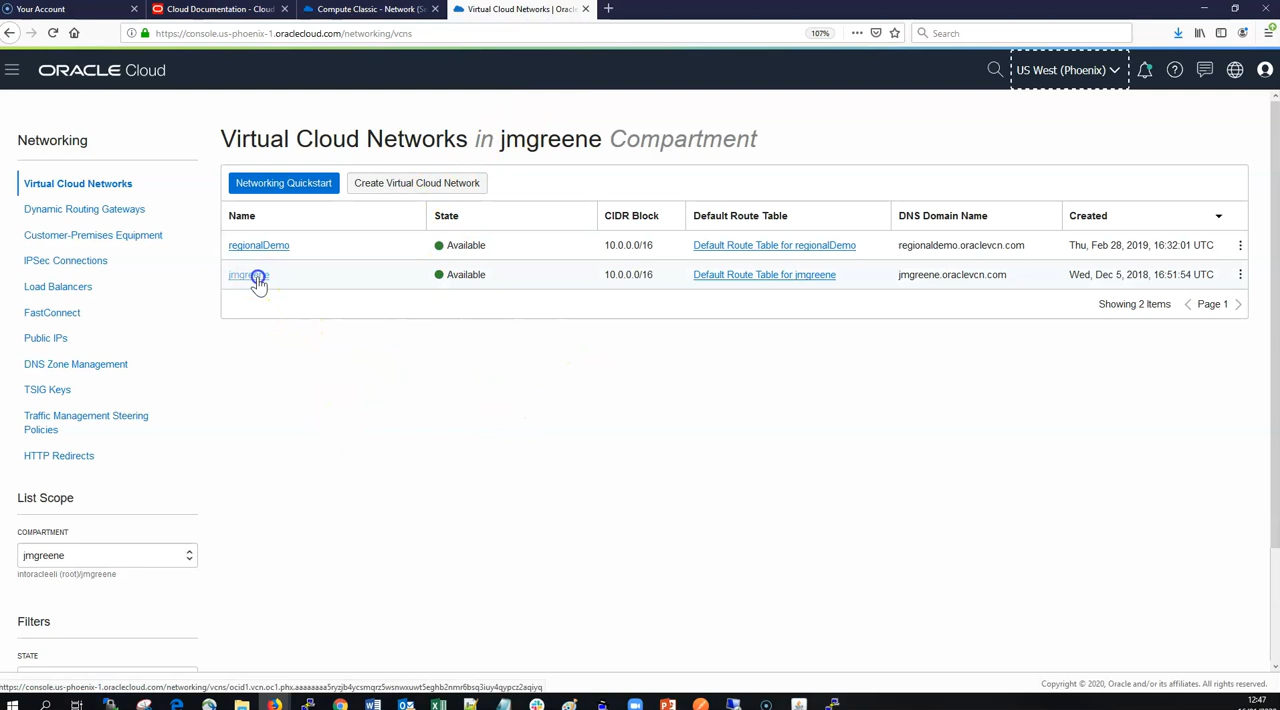 Your Account
Cloud Documentation - Cloud
Compute Classic - Network (Se
Virtual Cloud Networks | Oracle
https://console.us-phoenix-1.oraclecloud.com/networking/vcns
107%
Search
ORACLE Cloud
US West (Phoenix)
Networking
Virtual Cloud Networks
Dynamic Routing Gateways
Customer-Premises Equipment
IPSec Connections
Load Balancers
FastConnect
Public IPs
DNS Zone Management
TSIG Keys
Traffic Management Steering
Policies
HTTP Redirects
List Scope
COMPARTMENT
jmgreene
intoracleeli (root)/jmgreene
Filters
STATE
Virtual Cloud Networks in jmgreene Compartment
Networking Quickstart
Create Virtual Cloud Network
Name State CIDR Block Default Route Table DNS Domain Name Created
regionalDemo Available 10.0.0.0/16 Default Route Table for regionalDemo regionaldemo.oraclevcn.com Thu, Feb 28, 2019, 16:32:01 UTC
jmgreene Available 10.0.0.0/16 Default Route Table for jmgreene jmgreene.oraclevcn.com Wed, Dec 5, 2018, 16:51:54 UTC
Showing 2 Items Page 1
Copyright © 2020, Oracle and/or its affiliates. All rights reserved.
12:47